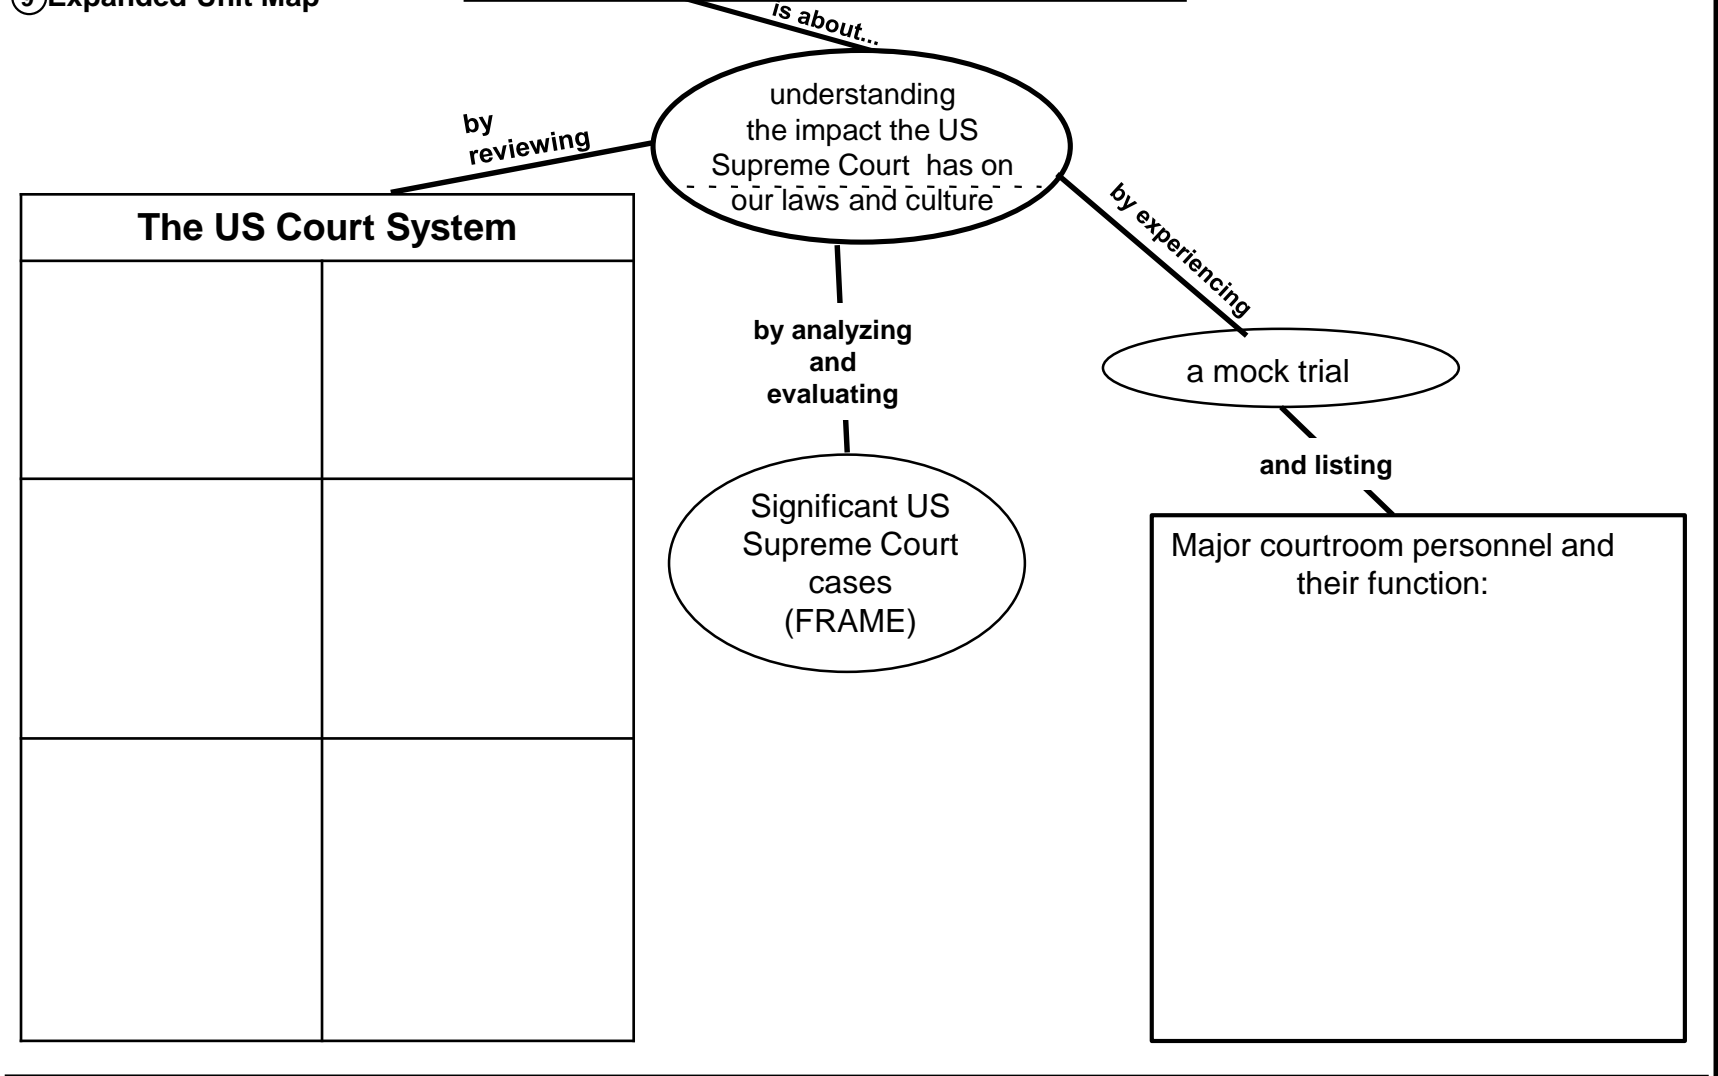 9 Expanded Unit Map
is about...
understanding
the impact the US
Supreme Court has on
our laws and culture
by
reviewing
The US Court System
by experiencing
by analyzing
and
evaluating
a mock trial
and listing
Significant US
Supreme Court
cases
(FRAME)
Major courtroom personnel and
their function: